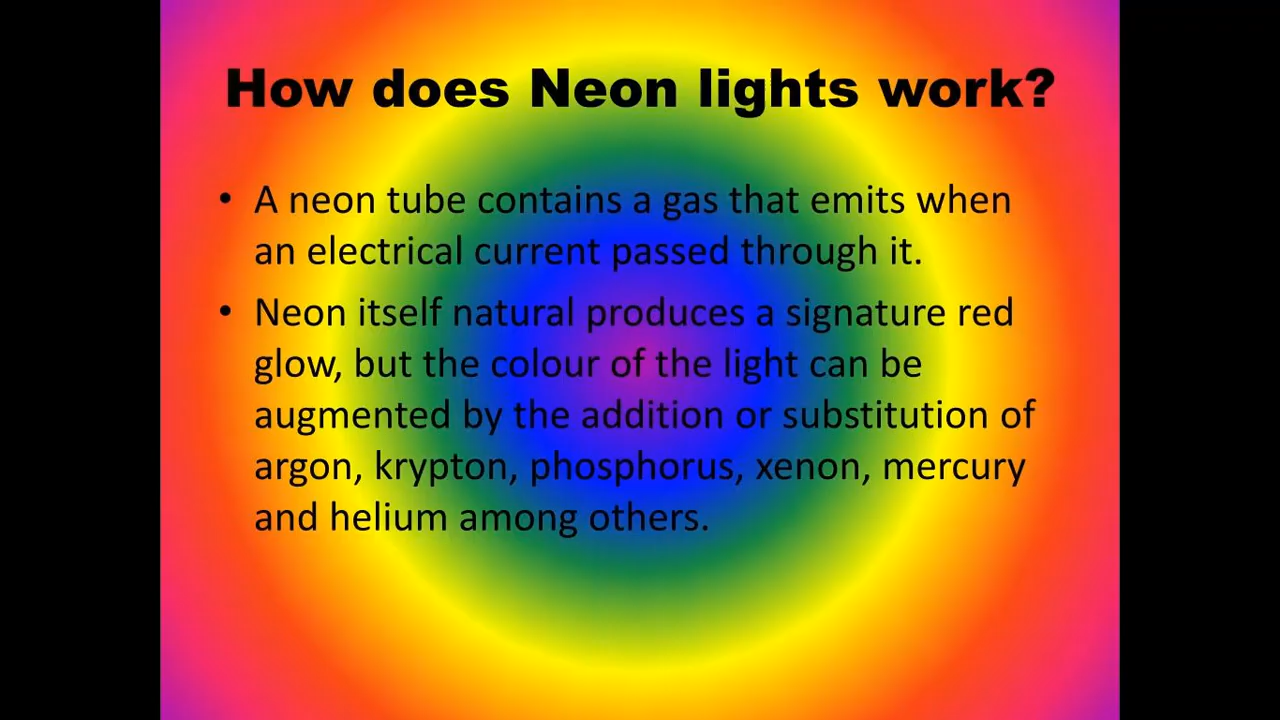 How does Neon lights work?
• A neon tube contains a gas that emits when
an electrical current passed through it.
• Neon itself natural produces a signature red
glow, but the colour of the light can be
augmented by the addition or substitution of
argon, krypton, phosphorus, xenon, mercury
and helium among others.